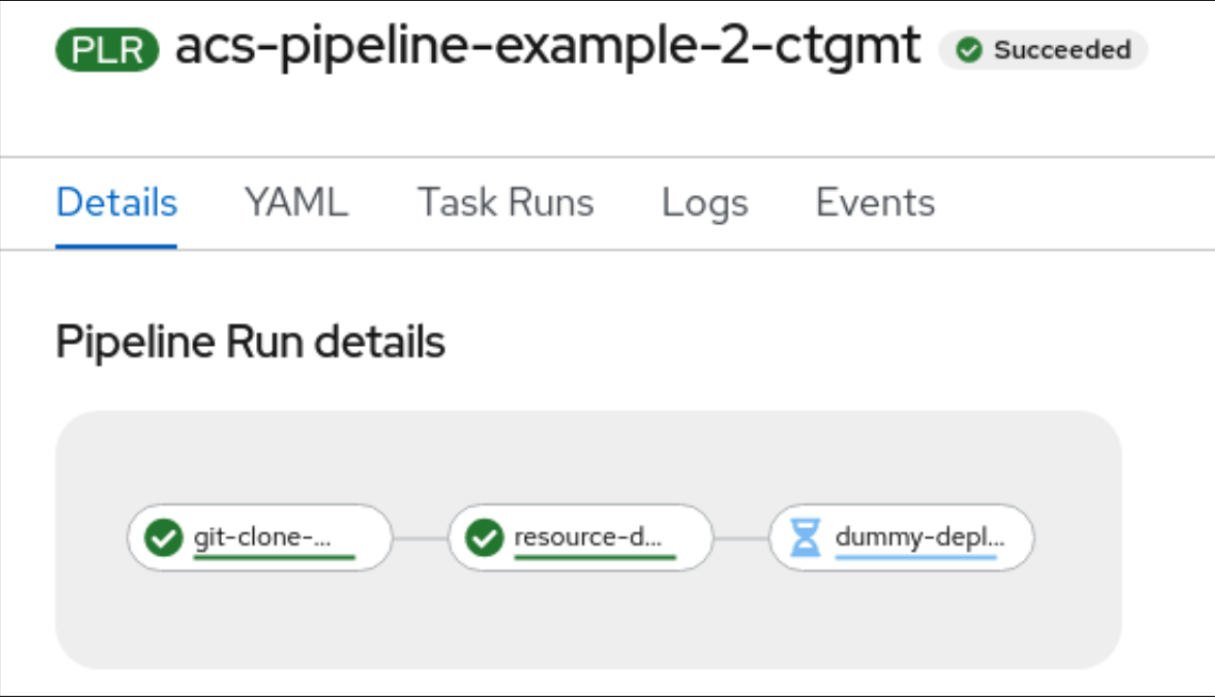 PLR acs-pipeline-example-2-ctgmt Succeeded
Details YAML Task Runs Logs Events
Pipeline Run details
git-clone-... resource-d... dummy-depl...